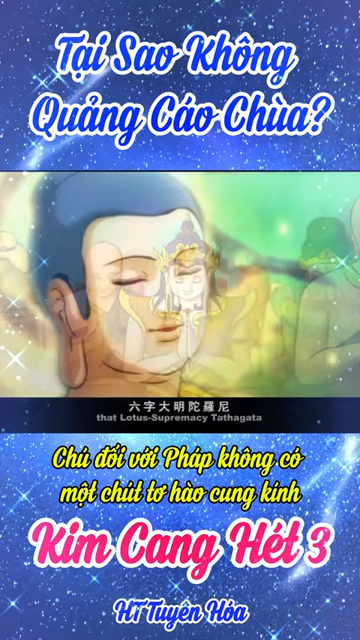 Tại Sao Không
Quảng Cáo Chùa?
六字大明陀羅尼
that Lotus-Supremacy Tathagata
Chú đối với Pháp không có
một chút tơ hào cung kính
Kim Cang Hét 3
HT Tuyên Hóa